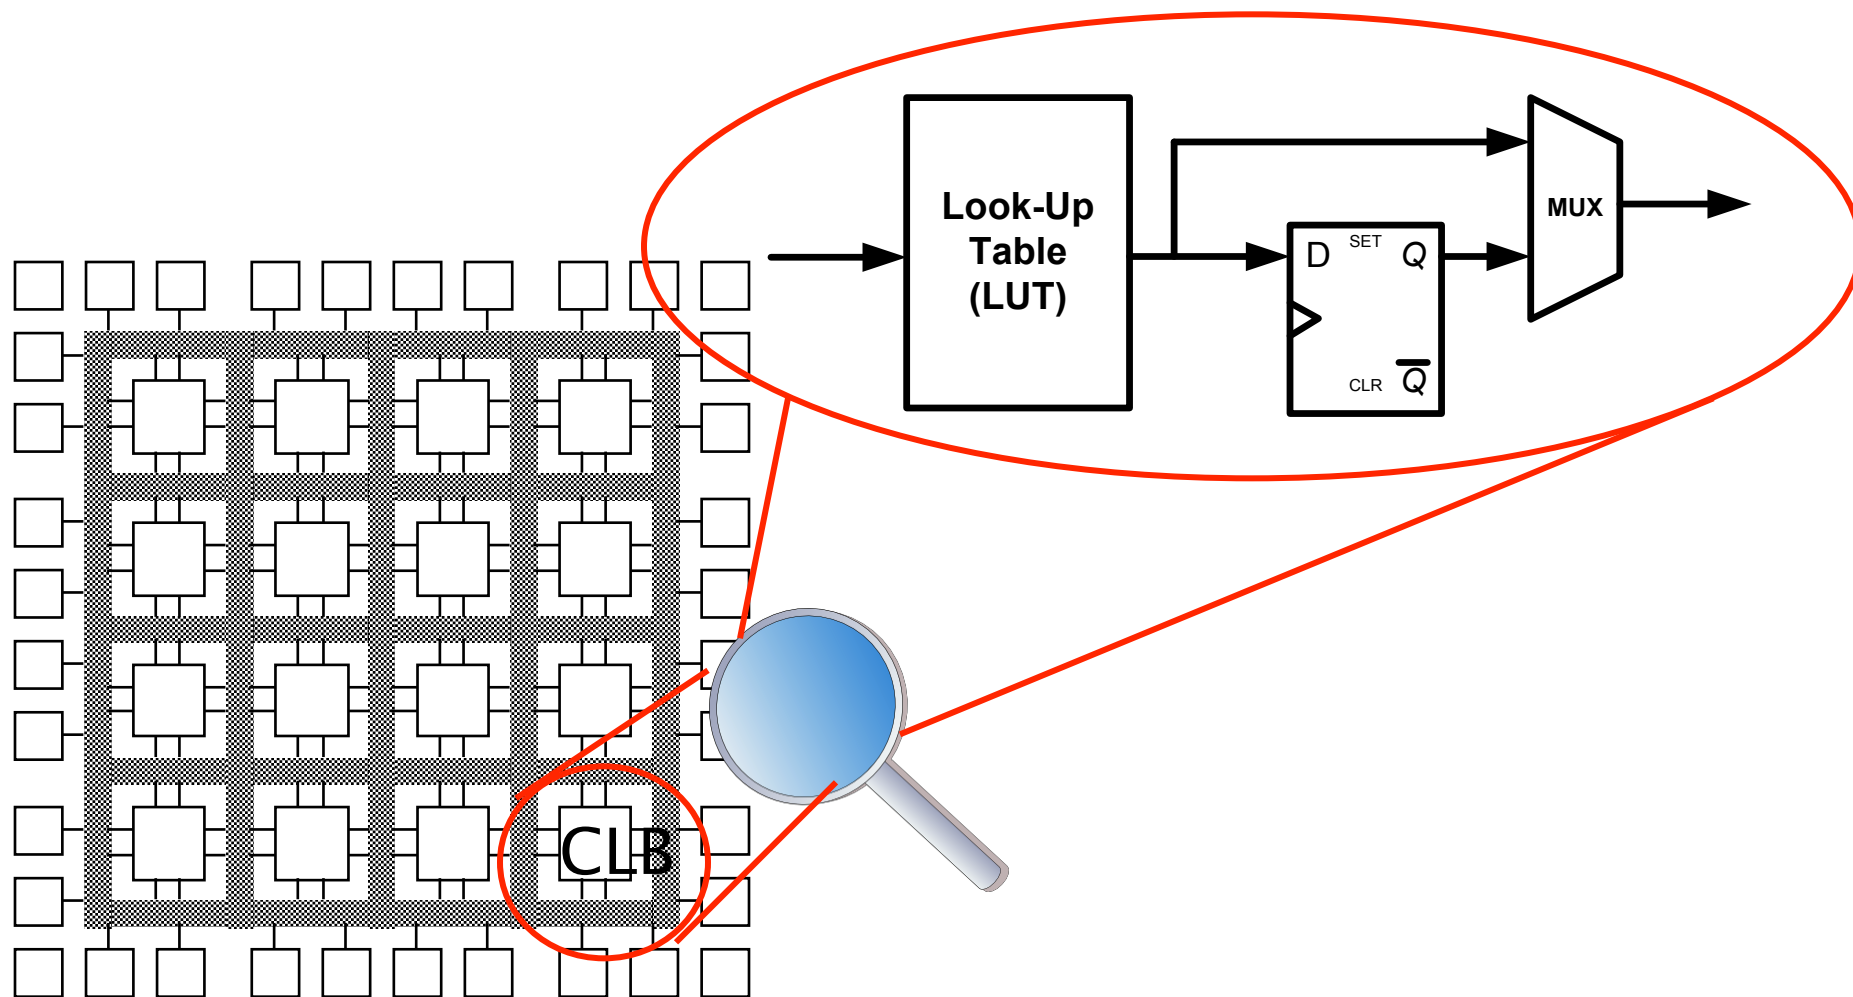 Look-Up
Table
(LUT)
D SET Q
CLR Q̅
MUX
CLB